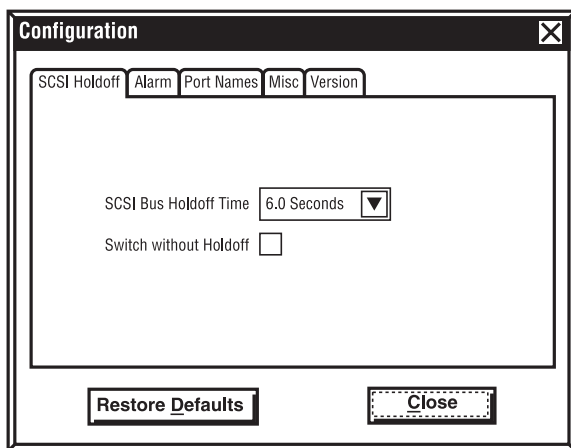 Configuration
SCSI Holdoff Alarm Port Names Misc Version
SCSI Bus Holdoff Time 6.0 Seconds
Switch without Holdoff
Restore Defaults Close